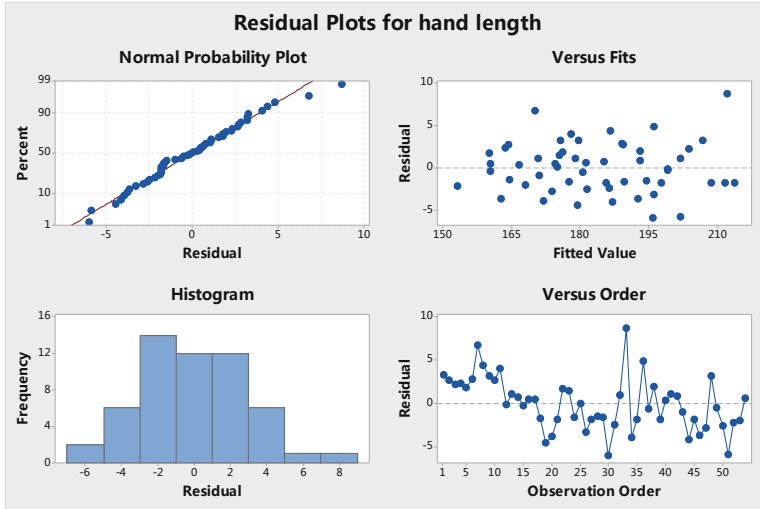 Residual Plots for hand length
Normal Probability Plot
99
90
50
10
1
Percent
-5 0 5 10
Residual
Versus Fits
10
5
0
-5
Residual
150 165 180 195 210
Fitted Value
Histogram
16
12
8
4
0
Frequency
-6 -4 -2 0 2 4 6 8
Residual
Versus Order
10
5
0
-5
Residual
1 5 10 15 20 25 30 35 40 45 50
Observation Order